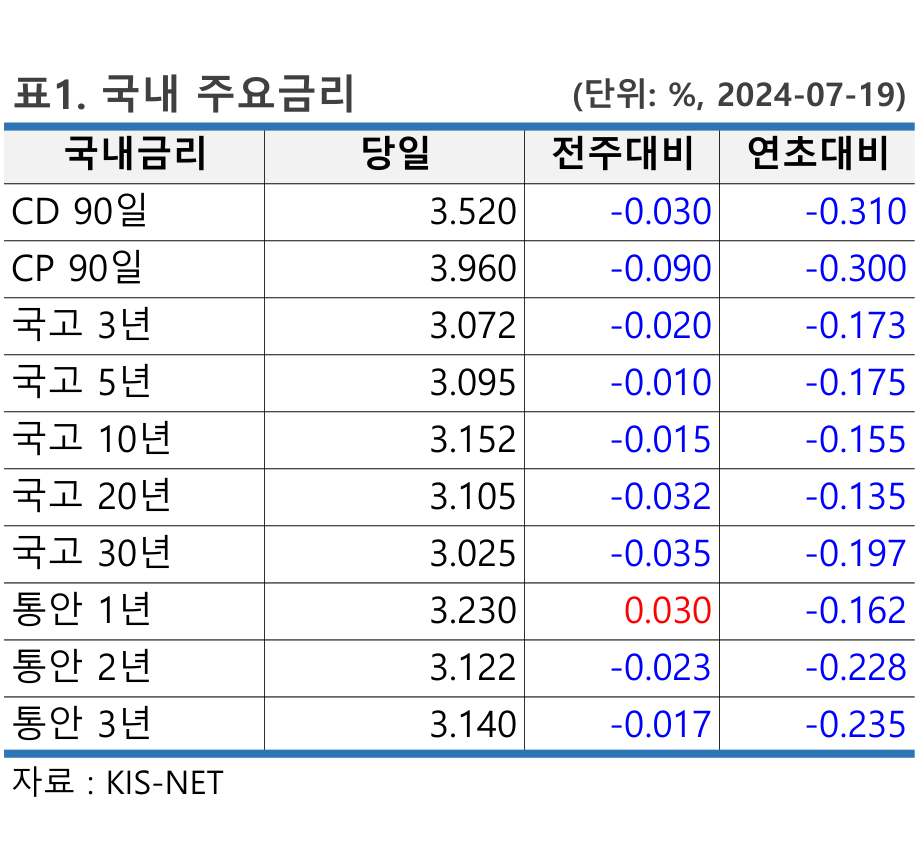 표1. 국내 주요금리 (단위: %, 2024-07-19)
국내금리 당일 전주대비 연초대비
CD 90일 3.520 -0.030 -0.310
CP 90일 3.960 -0.090 -0.300
국고 3년 3.072 -0.020 -0.173
국고 5년 3.095 -0.010 -0.175
국고 10년 3.152 -0.015 -0.155
국고 20년 3.105 -0.032 -0.135
국고 30년 3.025 -0.035 -0.197
통안 1년 3.230 0.030 -0.162
통안 2년 3.122 -0.023 -0.228
통안 3년 3.140 -0.017 -0.235
자료 : KIS-NET